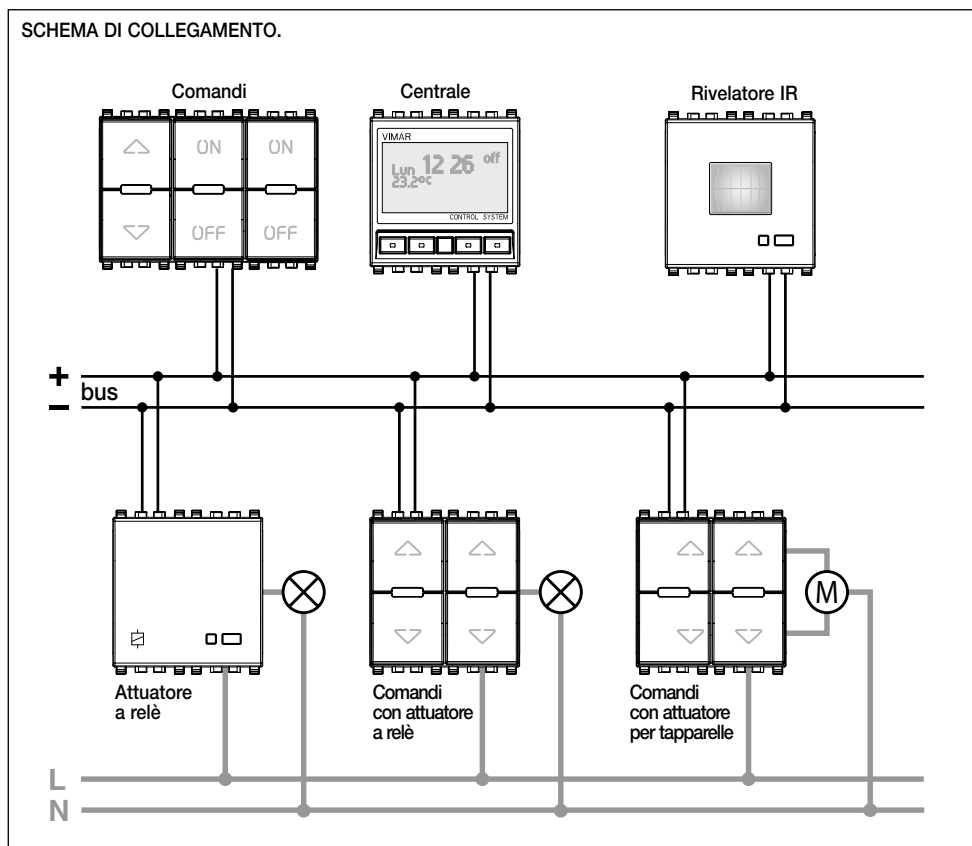 SCHEMA DI COLLEGAMENTO.
Comandi
Centrale
Rivelatore IR
ON
ON
OFF
OFF
VIMAR
Lun 12 26 off
23.2°C
CONTROL SYSTEM
+
bus
−
M
Attuatore
a relè
Comandi
con attuatore
a relè
Comandi
con attuatore
per tapparelle
L
N